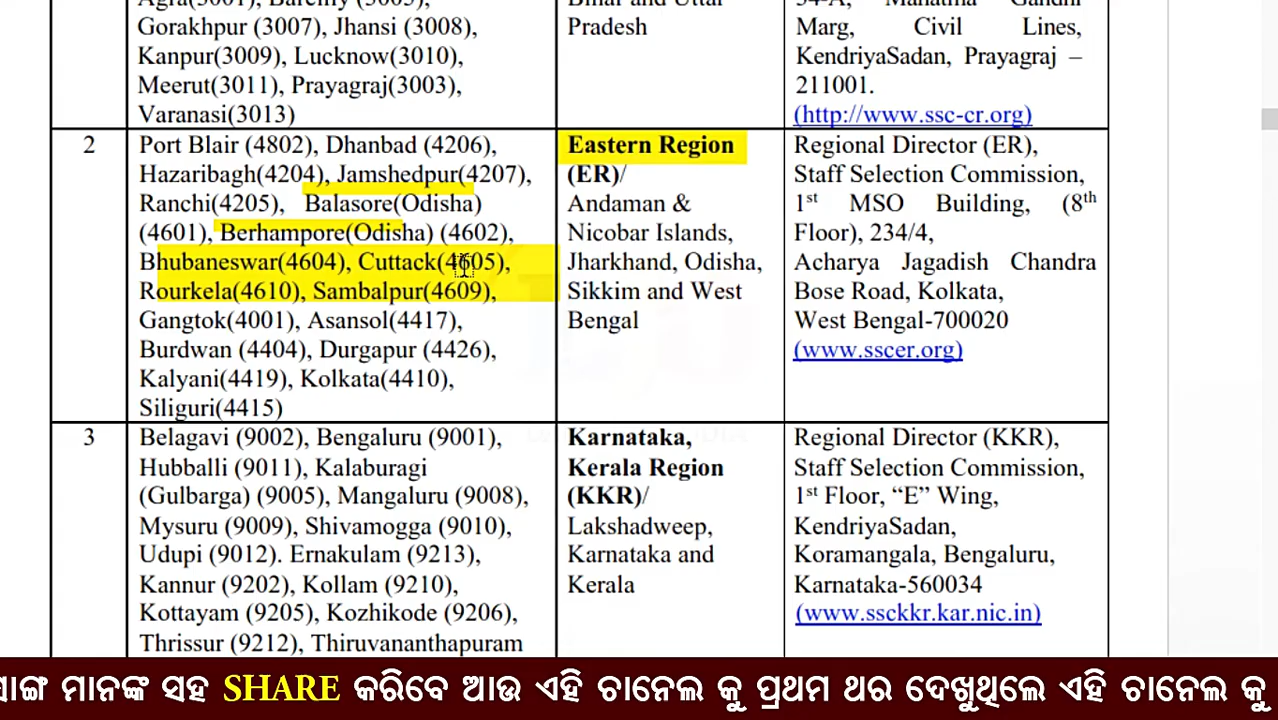 Agra(3001), Bareilly (3005),
Gorakhpur (3007), Jhansi (3008),
Kanpur(3009), Lucknow(3010),
Meerut(3011), Prayagraj(3003),
Varanasi(3013)
Bihar and Uttar
Pradesh
34-A, Mahatma Gandhi
Marg, Civil Lines,
KendriyaSadan, Prayagraj –
211001.
(http://www.ssc-cr.org)
2
Port Blair (4802), Dhanbad (4206),
Hazaribagh(4204), Jamshedpur(4207),
Ranchi(4205), Balasore(Odisha)
(4601), Berhampore(Odisha) (4602),
Bhubaneswar(4604), Cuttack(4605),
Rourkela(4610), Sambalpur(4609),
Gangtok(4001), Asansol(4417),
Burdwan (4404), Durgapur (4426),
Kalyani(4419), Kolkata(4410),
Siliguri(4415)
Eastern Region
(ER)/
Andaman &
Nicobar Islands,
Jharkhand, Odisha,
Sikkim and West
Bengal
Regional Director (ER),
Staff Selection Commission,
1st MSO Building, (8th
Floor), 234/4,
Acharya Jagadish Chandra
Bose Road, Kolkata,
West Bengal-700020
(www.sscer.org)
3
Belagavi (9002), Bengaluru (9001),
Hubballi (9011), Kalaburagi
(Gulbarga) (9005), Mangaluru (9008),
Mysuru (9009), Shivamogga (9010),
Udupi (9012). Ernakulam (9213),
Kannur (9202), Kollam (9210),
Kottayam (9205), Kozhikode (9206),
Thrissur (9212), Thiruvananthapuram
Karnataka,
Kerala Region
(KKR)/
Lakshadweep,
Karnataka and
Kerala
Regional Director (KKR),
Staff Selection Commission,
1st Floor, “E” Wing,
KendriyaSadan,
Koramangala, Bengaluru,
Karnataka-560034
(www.ssckkr.kar.nic.in)
ମାନଙ୍କ ସହ SHARE କରିବେ ଆଉ ଏହି ଚାନେଲ କୁ ପ୍ରଥମ ଥର ଦେଖୁଥିଲେ ଏହି ଚାନେଲ କୁ